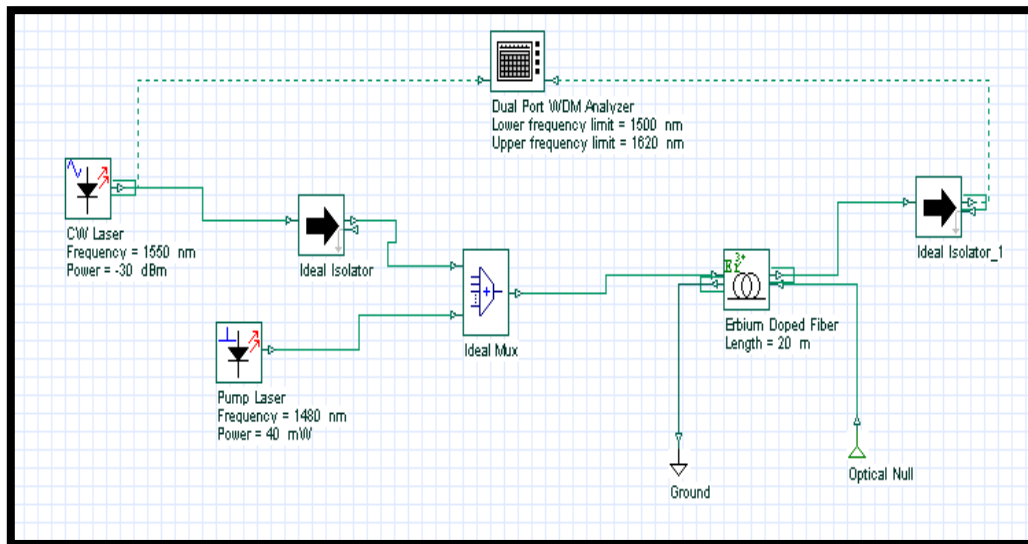 Dual Port WDM Analyzer
Lower frequency limit = 1500 nm
Upper frequency limit = 1620 nm
CW Laser
Frequency = 1550 nm
Power = -30 dBm
Ideal Isolator
Ideal Isolator_1
Ideal Mux
Er 3+
Erbium Doped Fiber
Length = 20 m
Pump Laser
Frequency = 1480 nm
Power = 40 mW
Ground
Optical Null